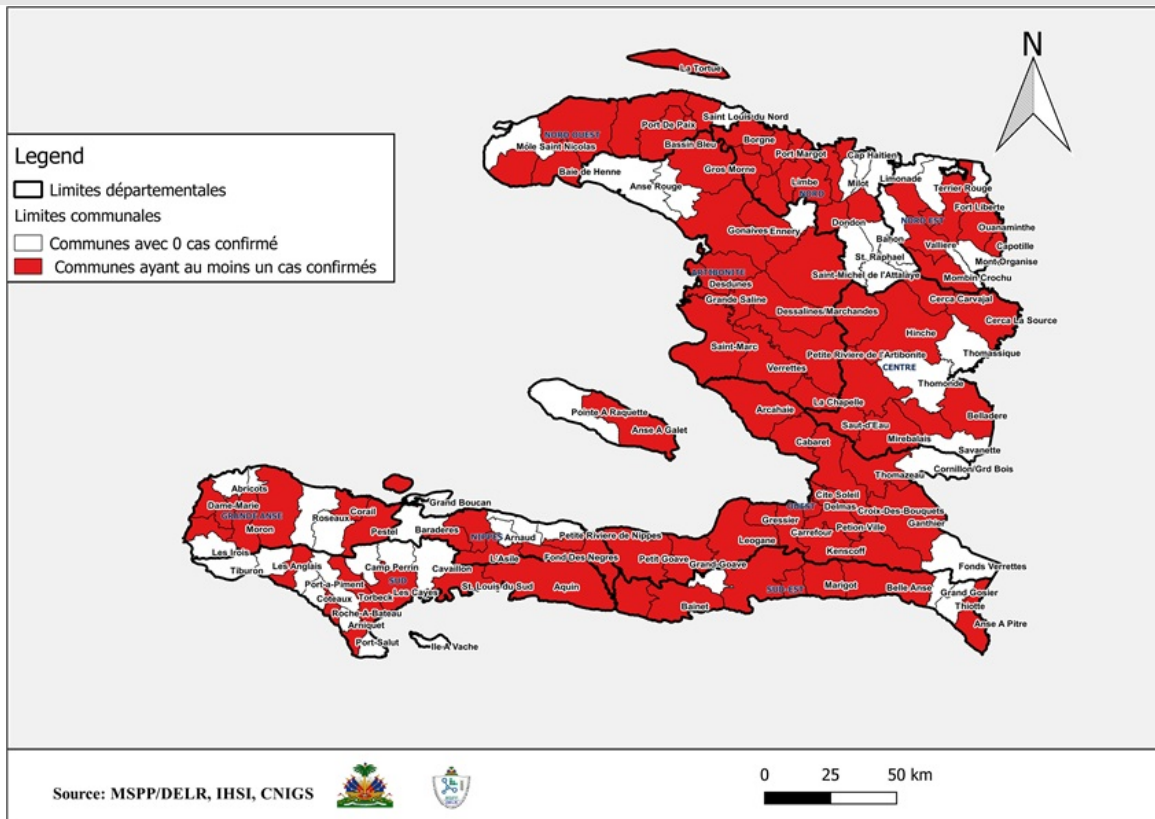 N
Legend
Limites départementales
Limites communales
Communes avec 0 cas confirmé
Communes ayant au moins un cas confirmés
La Tortue
Saint Louis du Nord
Port De Paix
NORD OUEST
Môle Saint Nicolas
Bassin Bleu
Borgne
Port Margot
Cap Haïtien
Baie de Henne
Gros Morne
Limbe
Milot
Limonade
Terrier Rouge
Anse Rouge
NORD
Fort Liberte
Dondon
NORD EST
Ouanaminthe
Gonaives
Ennery
Bahon
Valliere
Capotille
St. Raphael
Mont Organise
ARTIBONITE
Saint-Michel de l'Attalaye
Mombin Crochu
Desdunes
Grande Saline
Cerca Carvajal
Dessalines/Marchandes
Cerca La Source
Hinche
Saint-Marc
Petite Riviere de l'Artibonite
Thomassique
Verrettes
CENTRE
Thomonde
La Chapelle
Pointe A Raquette
Arcahaie
Belladere
Anse A Galet
Saut-d'Eau
Cabaret
Mirebalais
Savanette
Thomazeau
Cornillon/Grd Bois
Abricots
Grand Boucan
Cite Soleil
Dame-Marie
Corail
OUEST
Delmas
Croix-Des-Bouquets
GRANDE ANSE
Roseaux
Gressier
Petion-Ville
Ganthier
Moron
Pestel
Baraderes
NIPPES
Arnaud
Petite Riviere de Nippes
Leogane
Carrefour
Les Irois
L'Asile
Fond Des Negres
Petit Goave
Grand-Goave
Kenscoff
Fonds Verrettes
Tiburon
Les Anglais
Camp Perrin
Cavaillon
Port-a-Piment
SUD
St. Louis du Sud
Aquin
SUD-EST
Marigot
Belle Anse
Grand Gosier
Coteaux
Torbeck
Les Cayes
Bainet
Thiotte
Roche-A-Bateau
Arniquet
Anse A Pitre
Port-Salut
Ile-A Vache
Source: MSPP/DELR, IHSI, CNIGS
0 25 50 km